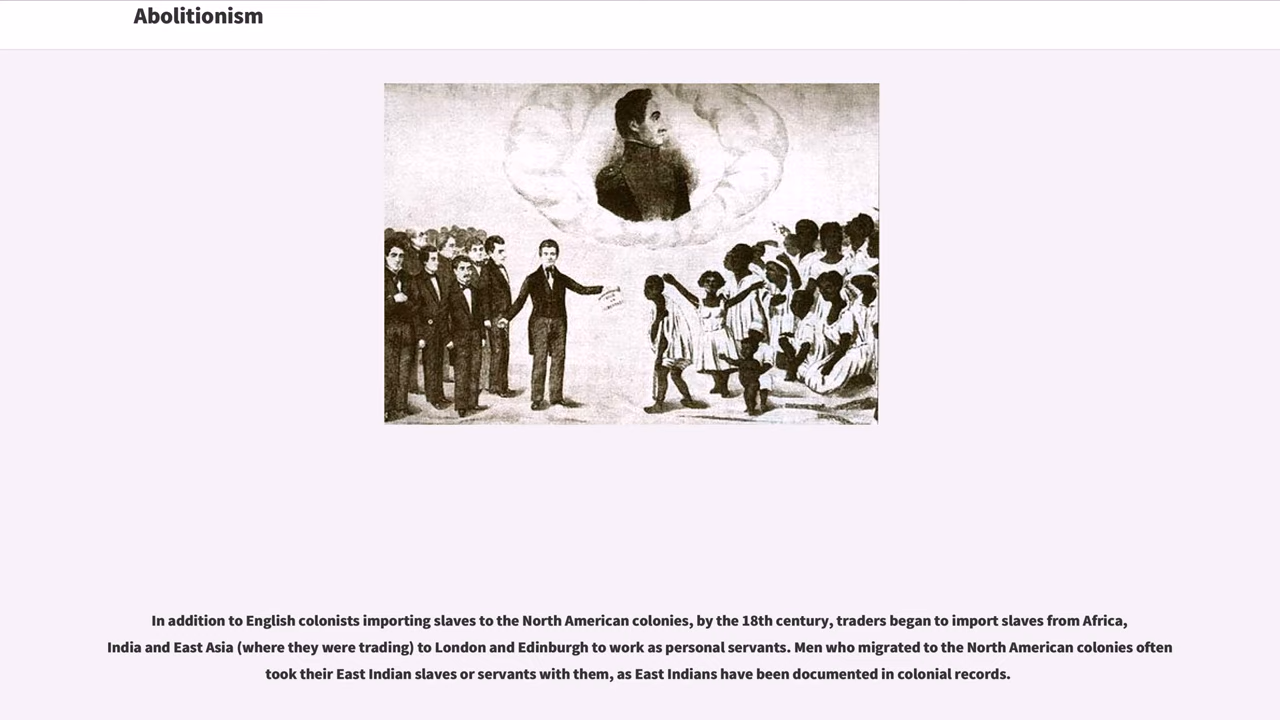 Abolitionism
In addition to English colonists importing slaves to the North American colonies, by the 18th century, traders began to import slaves from Africa,
India and East Asia (where they were trading) to London and Edinburgh to work as personal servants. Men who migrated to the North American colonies often
took their East Indian slaves or servants with them, as East Indians have been documented in colonial records.